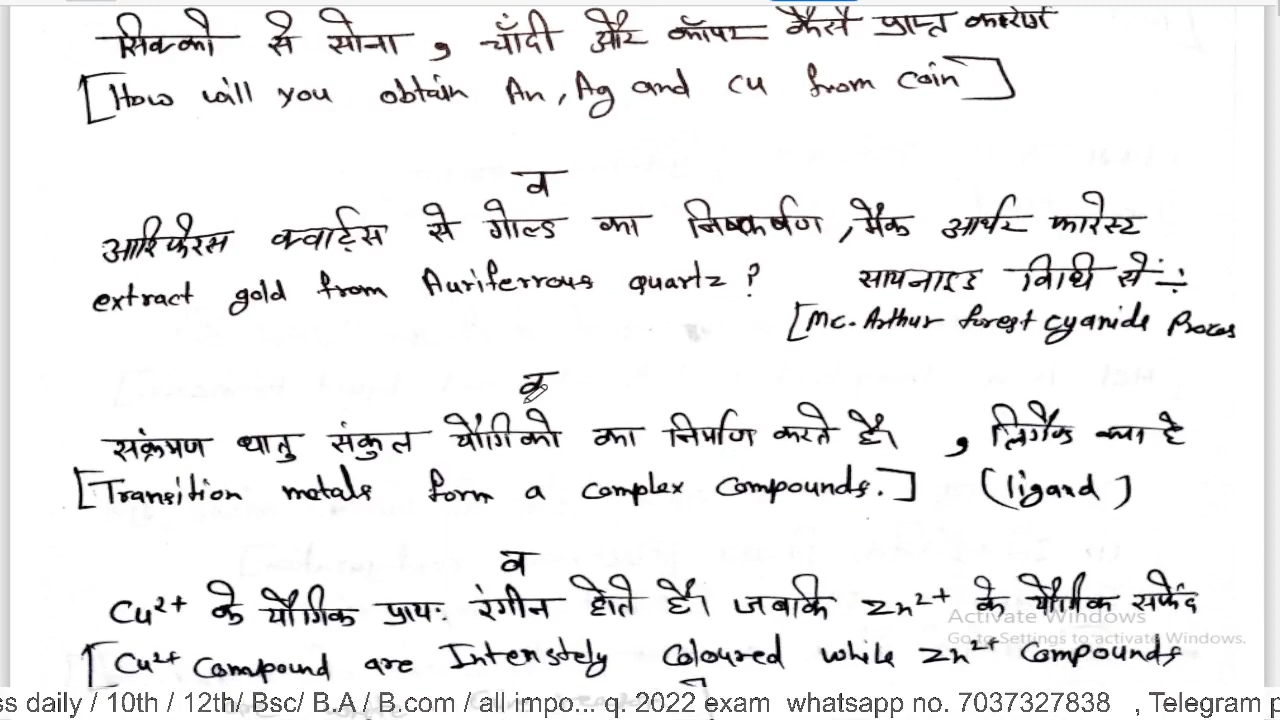 सिक्को से सोना , चाँदी और कॉपर कैसे प्राप्त करोगे
[How will you obtain An, Ag and cu from Coin]
व
आरिफेरस क्वार्ट्स से गोल्ड का निष्कर्षण , मैक आर्थर फारेस्ट
extract gold from Auriferrous quartz ? सायनाइड विधि से ÷
[Mc. Arthur forest cyanide Proces
व
संक्रमण धातु संकुल यौगिको का निर्माण करते है। , लिगैंड क्या है
[Transition metals form a complex compounds.] (ligand)
व
Cu²⁺ के यौगिक प्रायः रंगीन होते है। जबकि Zn²⁺ के यौगिक सफेद
[Cu²⁺ Compound are Intenstely Coloured while Zn²⁺ Compounds
Activate Windows
Go to Settings to activate Windows.
ss daily / 10th / 12th/ Bsc/ B.A / B.com / all impo... q. 2022 exam whatsapp no. 7037327838 , Telegram p